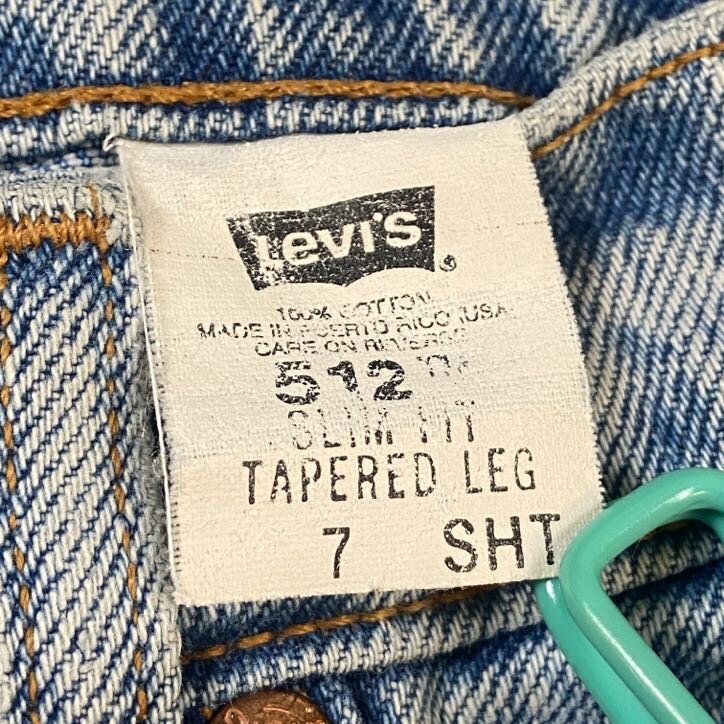 Levi's ®
100% COTTON
MADE IN PUERTO RICO USA
CARE ON REVERSE
512
SLIM FIT
TAPERED LEG
7 SHT